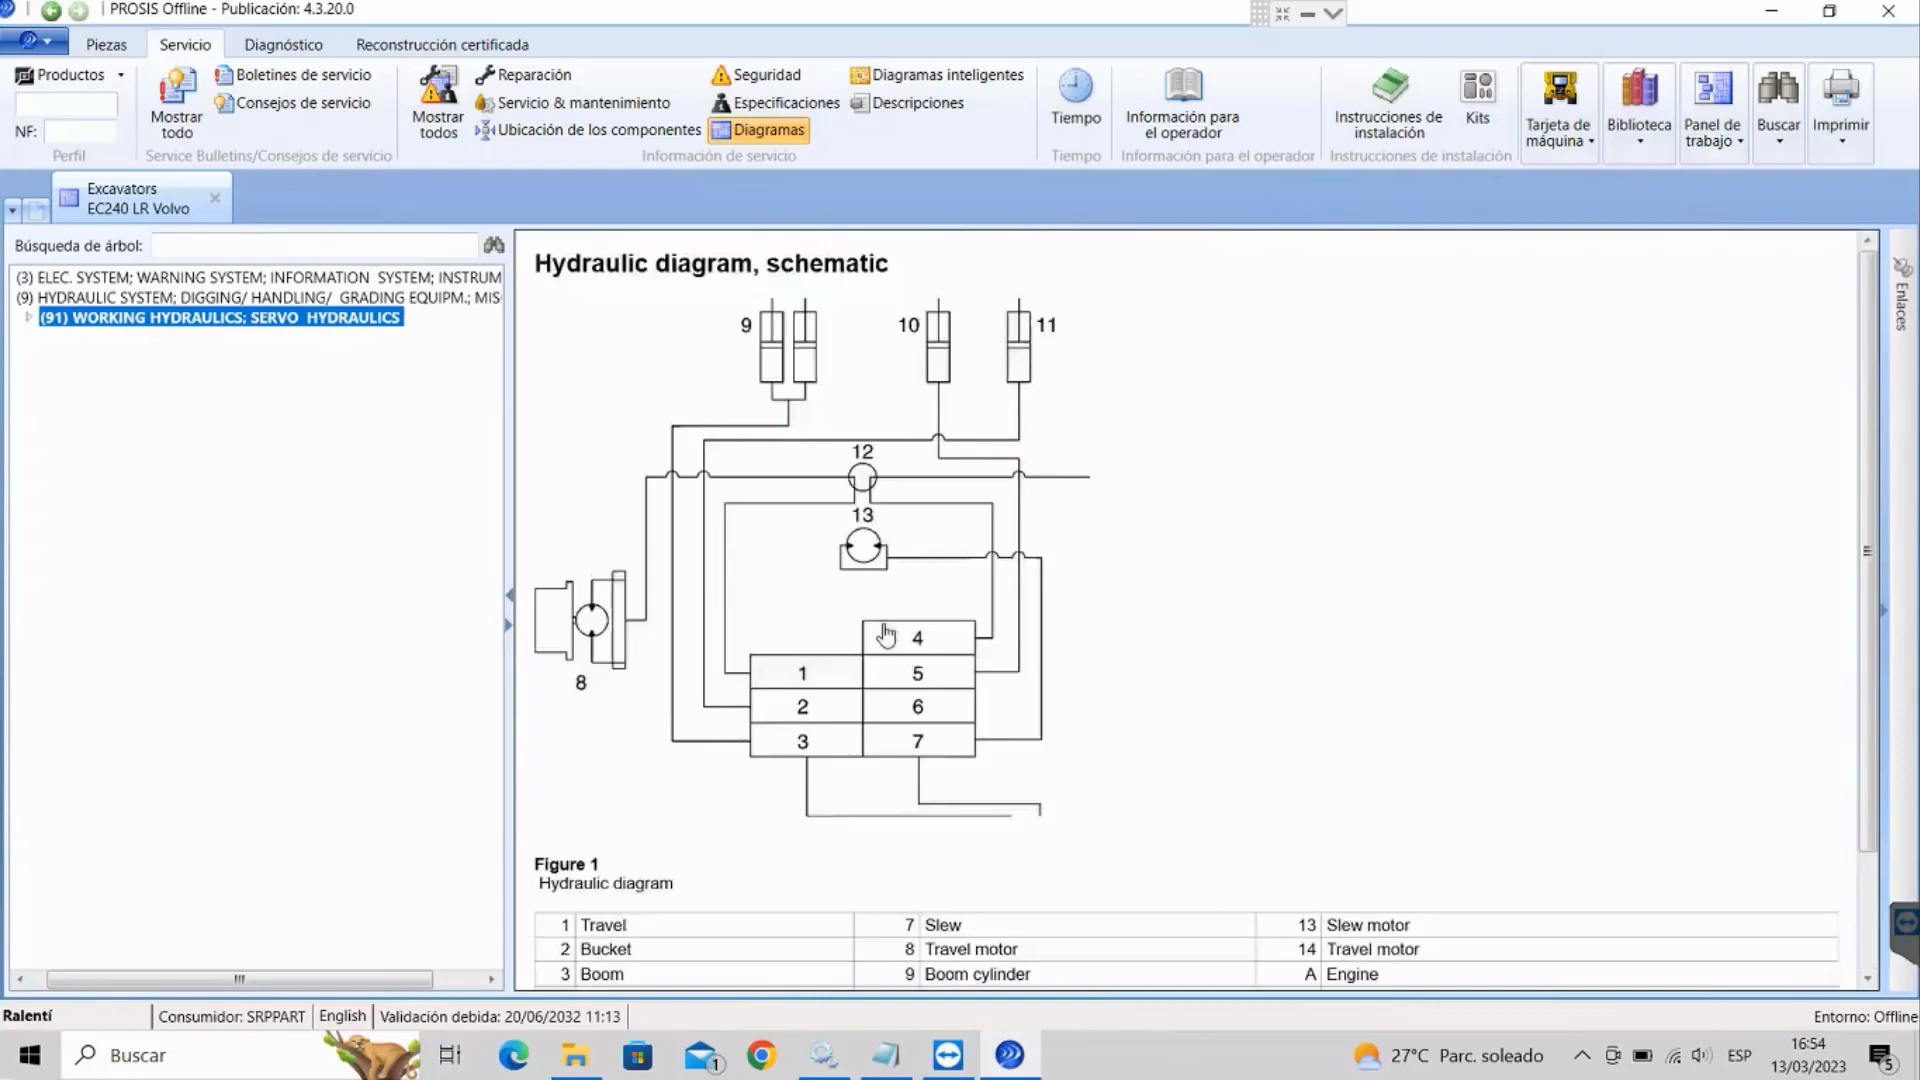 PROSIS Offline - Publicación: 4.3.20.0
Piezas
Servicio
Diagnóstico
Reconstrucción certificada
Productos
NF:
Perfil
Mostrar todo
Boletines de servicio
Consejos de servicio
Service Bulletins/Consejos de servicio
Mostrar todos
Reparación
Servicio & mantenimiento
Ubicación de los componentes
Seguridad
Especificaciones
Diagramas
Diagramas inteligentes
Descripciones
Información de servicio
Tiempo
Tiempo
Información para el operador
Información para el operador
Instrucciones de instalación
Kits
Instrucciones de instalación
Tarjeta de máquina
Biblioteca
Panel de trabajo
Buscar
Imprimir
Excavators
EC240 LR Volvo
Búsqueda de árbol:
(3) ELEC. SYSTEM; WARNING SYSTEM; INFORMATION SYSTEM; INSTRUM
(9) HYDRAULIC SYSTEM; DIGGING/ HANDLING/ GRADING EQUIPM.; MIS
(91) WORKING HYDRAULICS; SERVO HYDRAULICS
Enlaces
Hydraulic diagram, schematic
9
10
11
12
13
8
4
1 5
2 6
3 7
Figure 1
Hydraulic diagram
1 Travel 7 Slew 13 Slew motor
2 Bucket 8 Travel motor 14 Travel motor
3 Boom 9 Boom cylinder A Engine
Ralentí
Consumidor: SRPPART
English
Validación debida: 20/06/2032 11:13
Entorno: Offline
Buscar
1
27°C Parc. soleado
ESP
16:54
13/03/2023
5